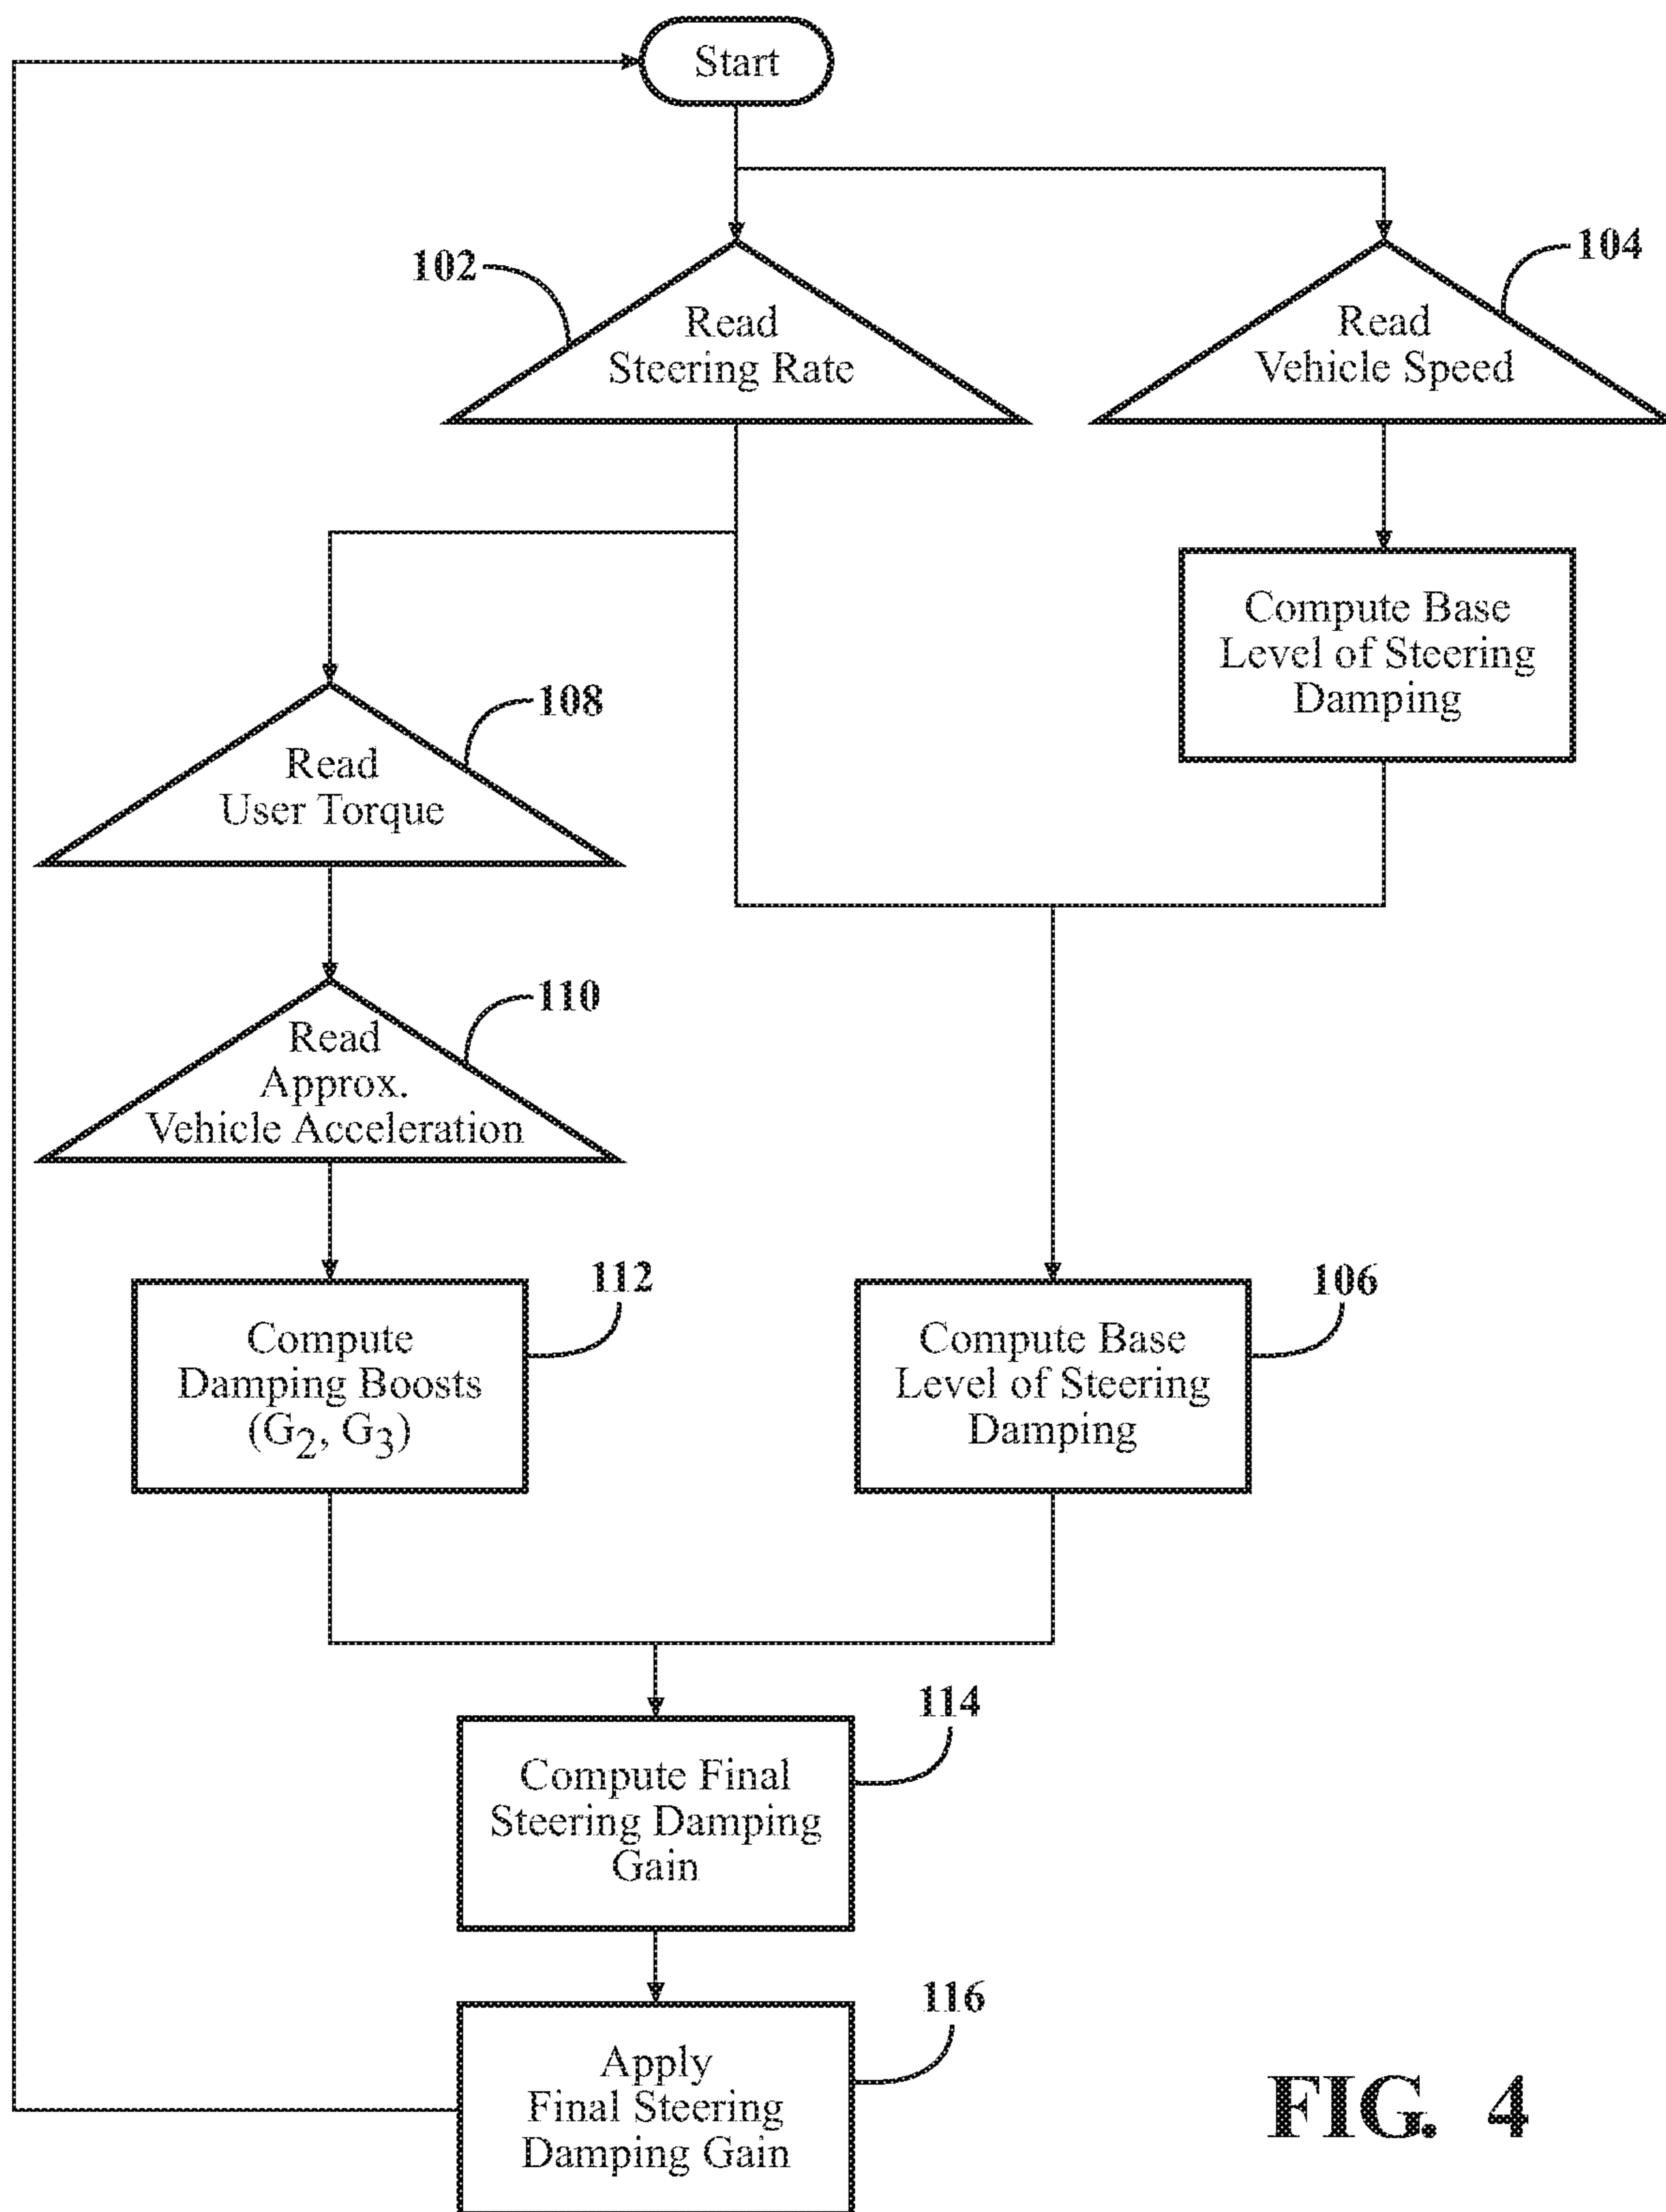 Start
102
Read
Steering Rate
104
Read
Vehicle Speed
Compute Base
Level of Steering
Damping
108
Read
User Torque
110
Read
Approx.
Vehicle Acceleration
112
Compute
Damping Boosts
(G2, G3)
106
Compute Base
Level of Steering
Damping
114
Compute Final
Steering Damping
Gain
116
Apply
Final Steering
Damping Gain
FIG. 4